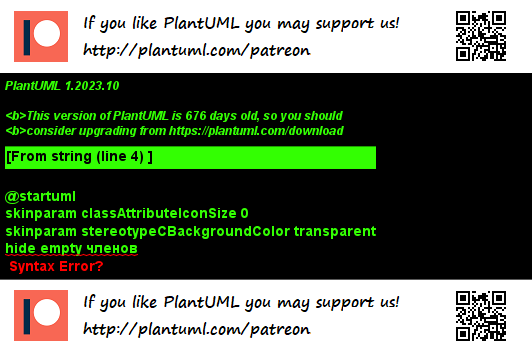 If you like PlantUML you may support us!
http://plantuml.com/patreon
PlantUML 1.2023.10
<b>This version of PlantUML is 676 days old, so you should
<b>consider upgrading from https://plantuml.com/download
[From string (line 4) ]
@startuml
skinparam classAttributeIconSize 0
skinparam stereotypeCBackgroundColor transparent
hide empty членов
Syntax Error?
If you like PlantUML you may support us!
http://plantuml.com/patreon